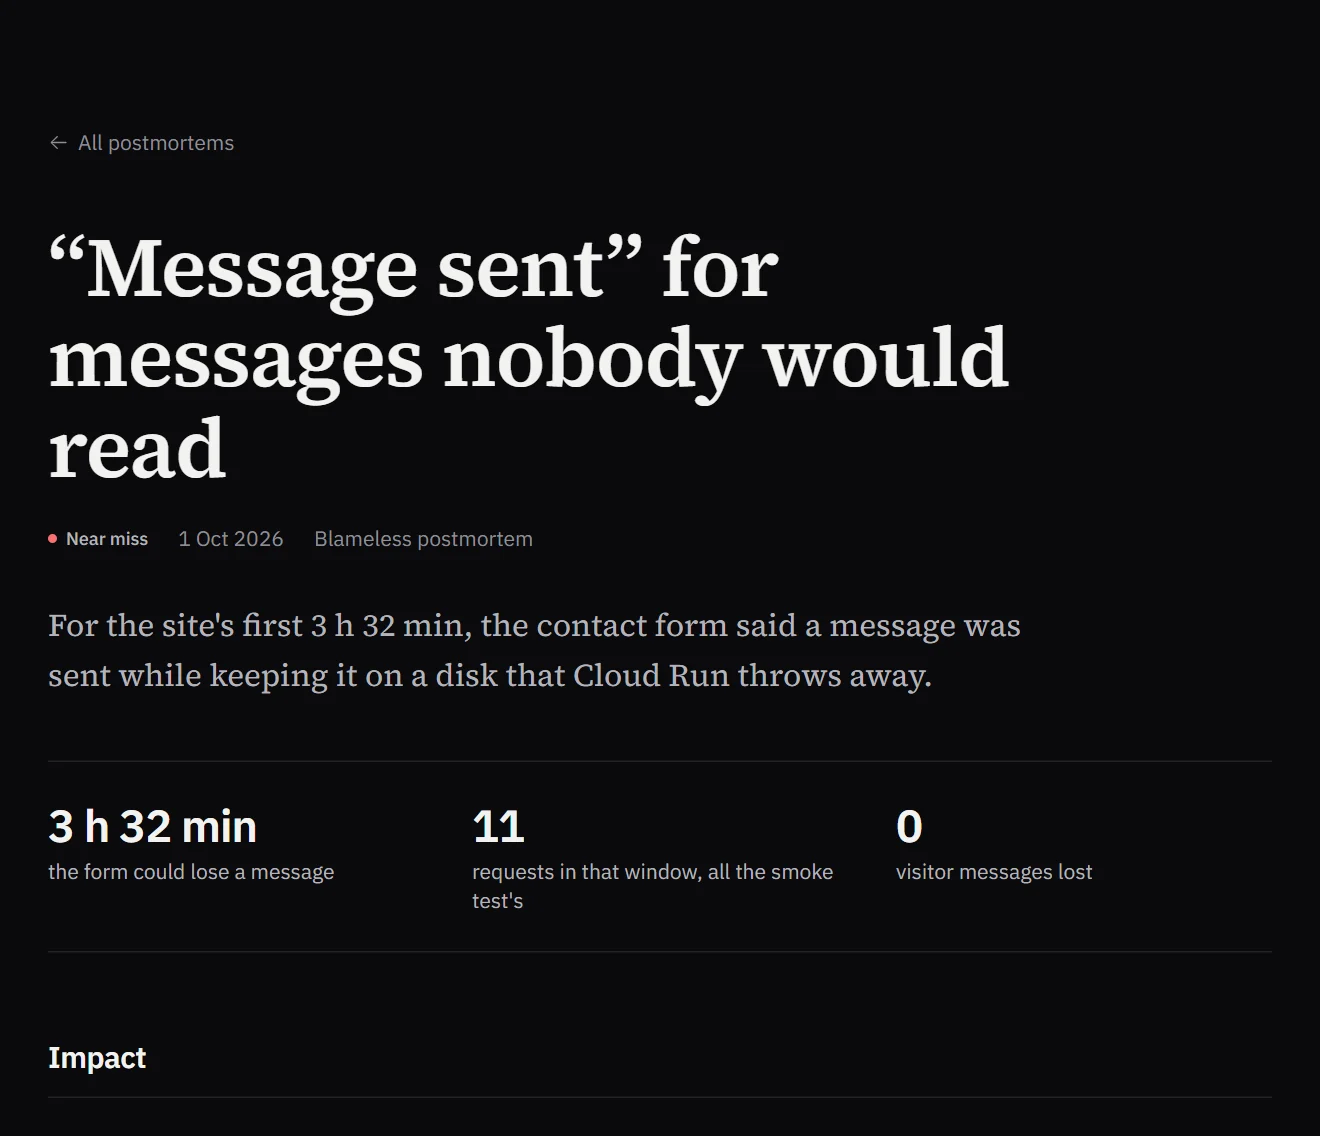 ← All postmortems
“Message sent” for
messages nobody would
read
Near miss 1 Oct 2026 Blameless postmortem
For the site's first 3 h 32 min, the contact form said a message was
sent while keeping it on a disk that Cloud Run throws away.
3 h 32 min
the form could lose a message
11
requests in that window, all the smoke
test's
0
visitor messages lost
Impact